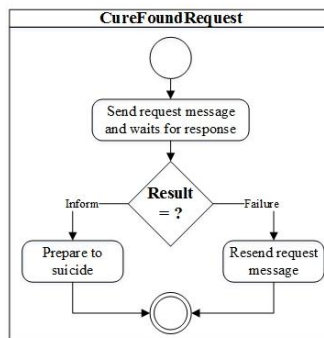 CureFoundRequest
Send request message
and waits for response
Result
= ?
Inform
Failure
Prepare to
suicide
Resend request
message